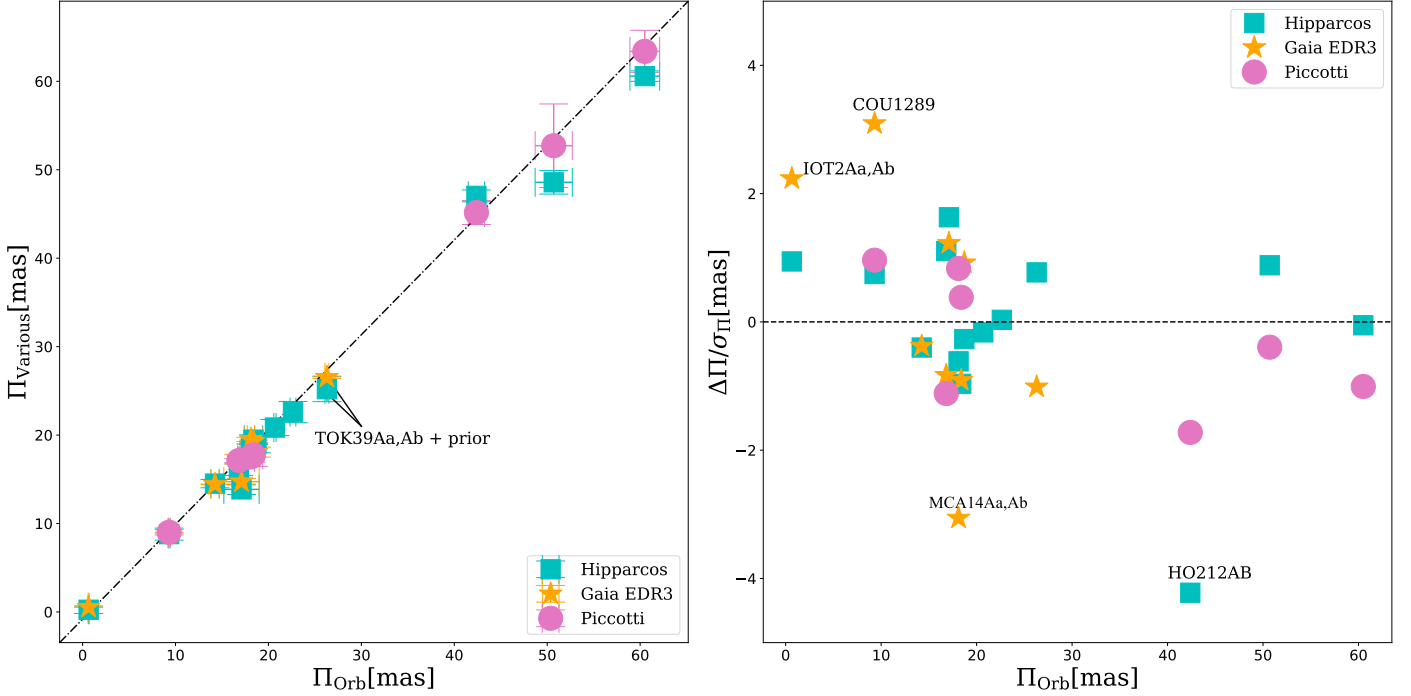 Π_Various[mas]
60
50
40
30
20
10
0
TOK39Aa,Ab + prior
Hipparcos
Gaia EDR3
Piccotti
0 10 20 30 40 50 60
Π_Orb[mas]
ΔΠ/σ_Π[mas]
4
2
0
−2
−4
Hipparcos
Gaia EDR3
Piccotti
COU1289
IOT2Aa,Ab
MCA14Aa,Ab
HO212AB
0 10 20 30 40 50 60
Π_Orb[mas]